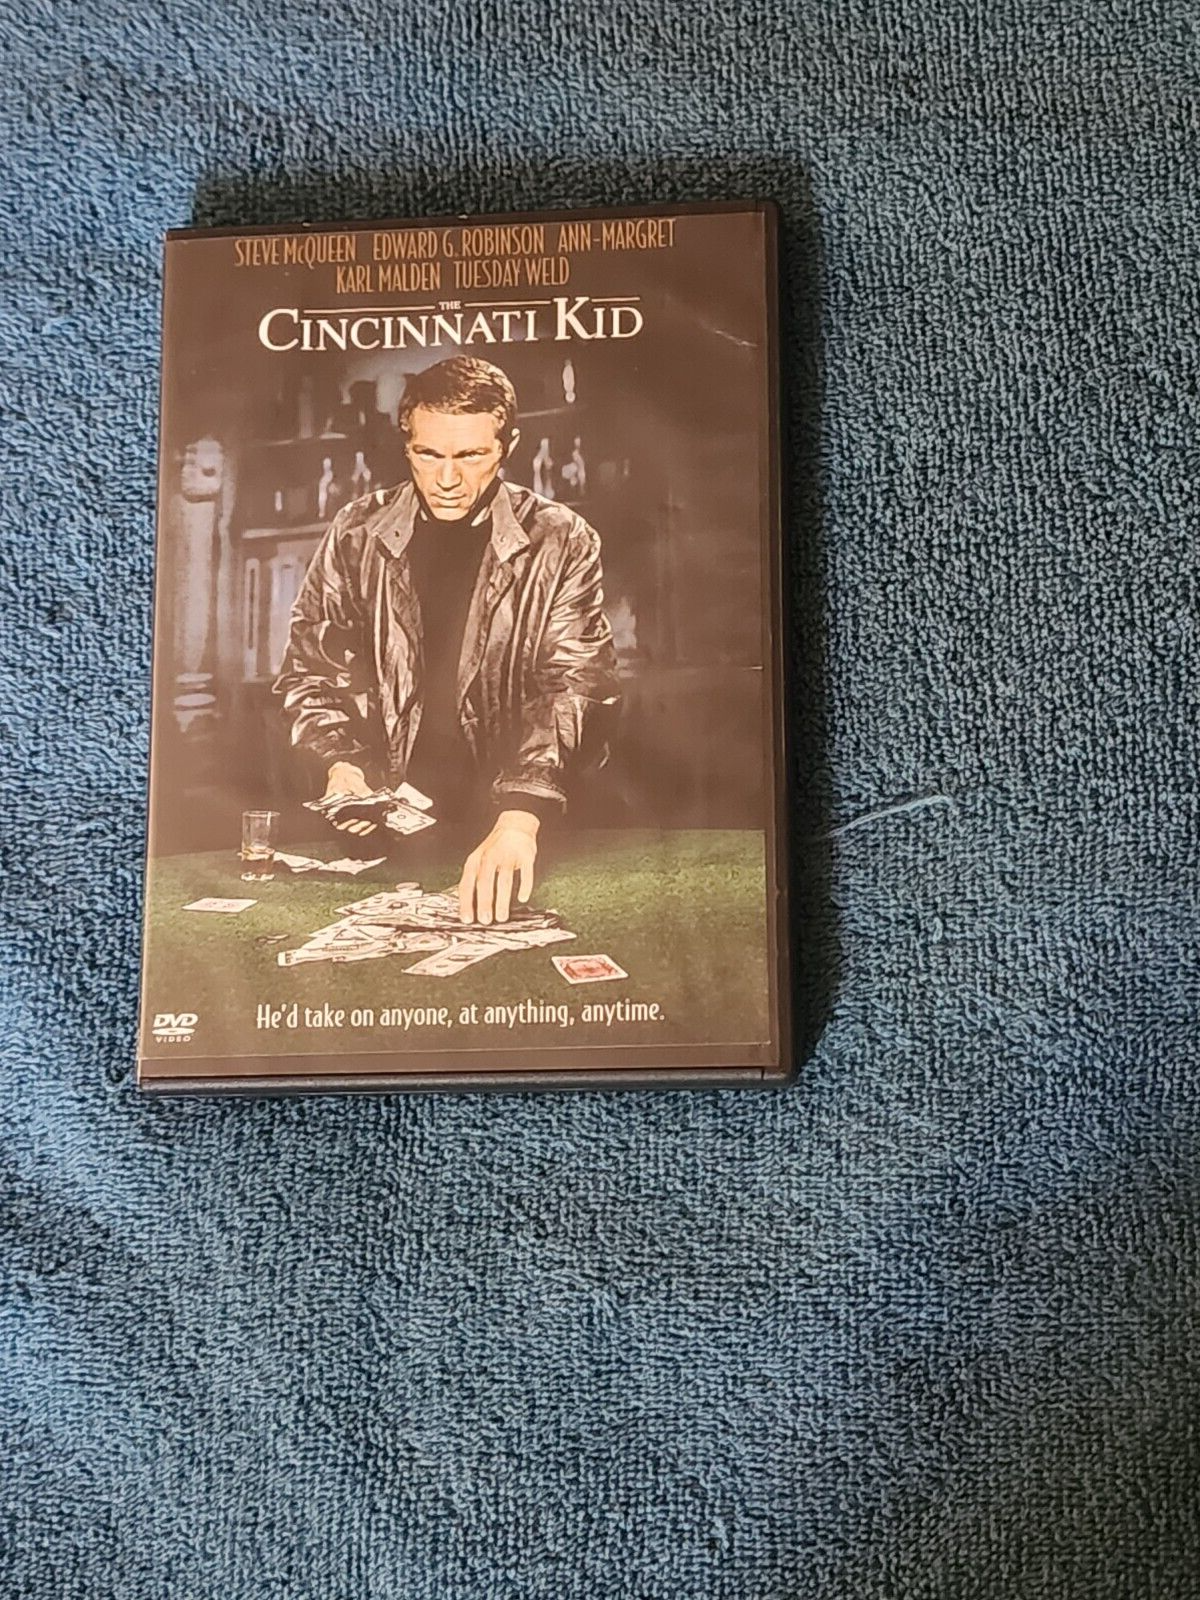 STEVE McQUEEN EDWARD G. ROBINSON ANN-MARGRET
KARL MALDEN TUESDAY WELD
THE
CINCINNATI KID
He'd take on anyone, at anything, anytime.
DVD
VIDEO